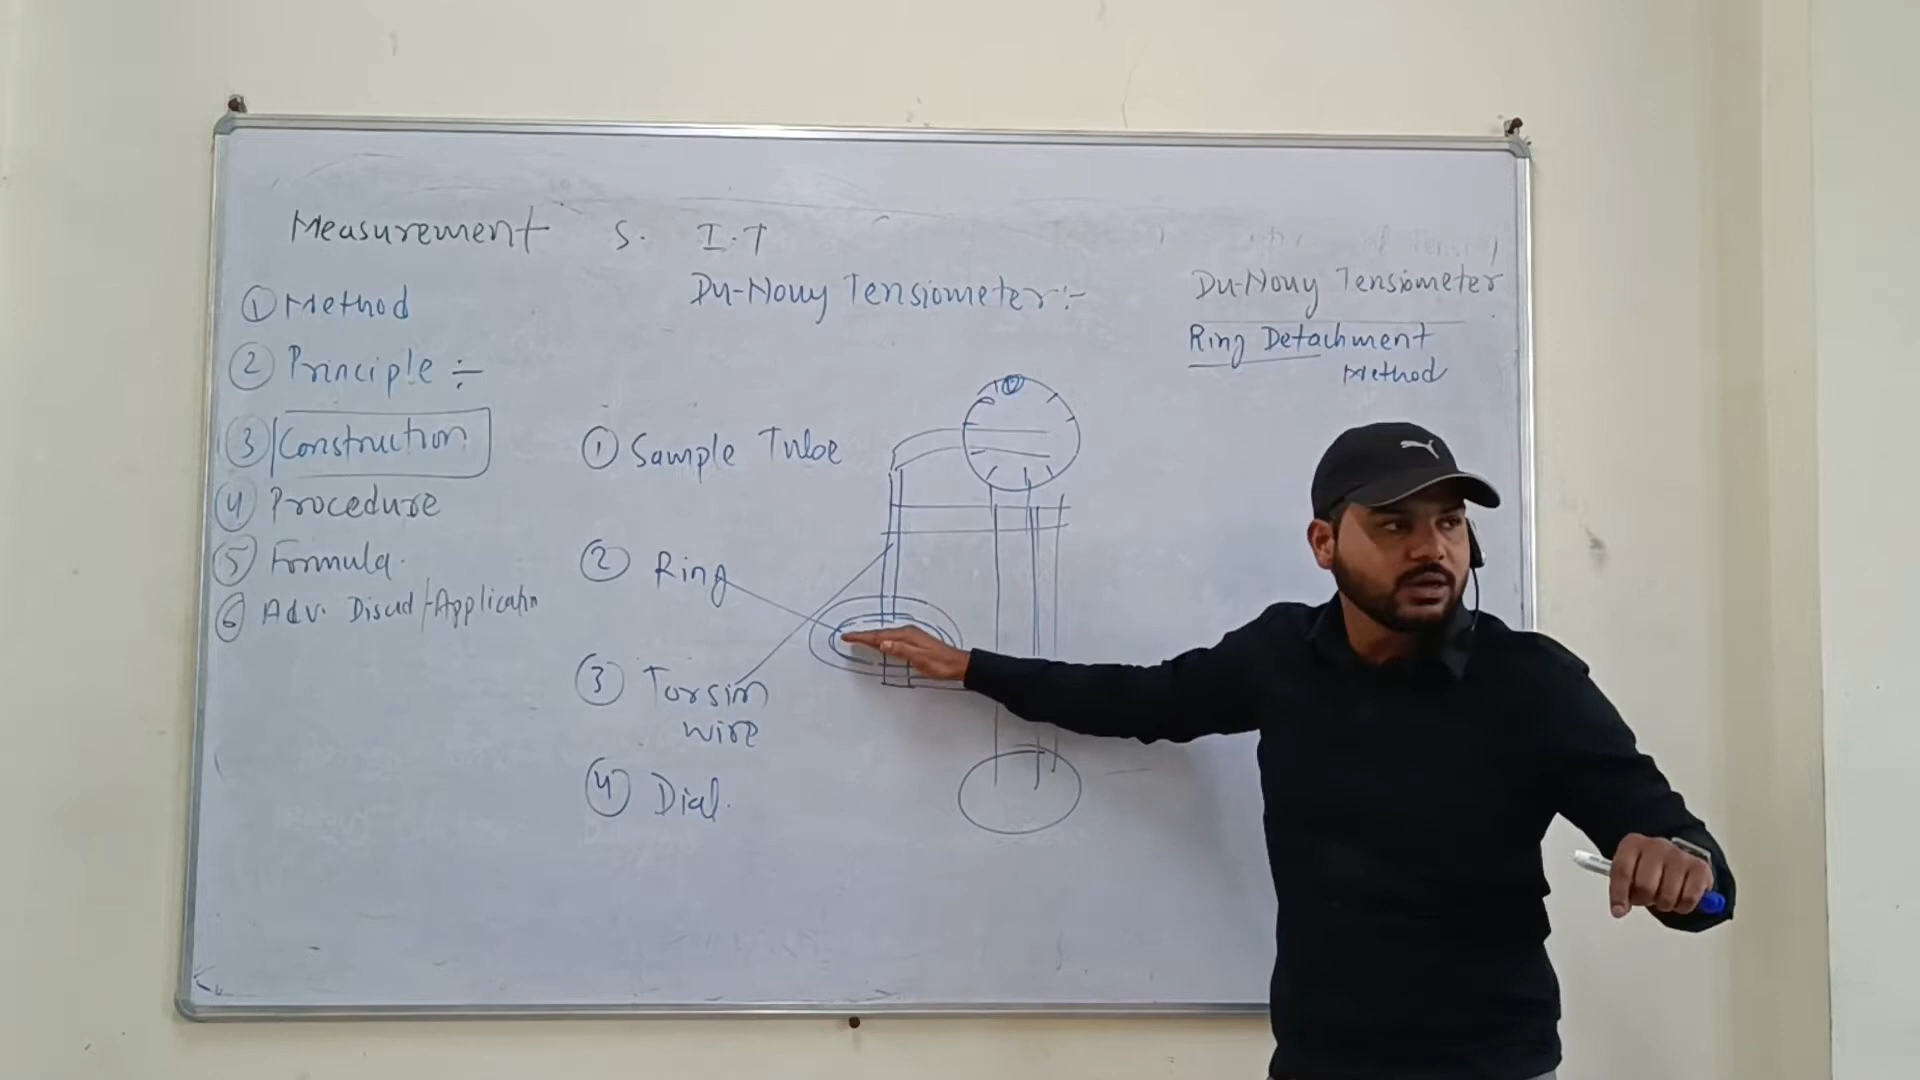 Measurement S. I.T
① Method
② Principle ÷
③ Construction
④ Procedure
⑤ Formula.
⑥ Adv. Disad/-Applicatn
Du-Nouy Tensiometer:-
① Sample Tube
② Ring
③ Torsim
wire
④ Dial.
Du-Nouy Tensiometer
Ring Detachment
Method